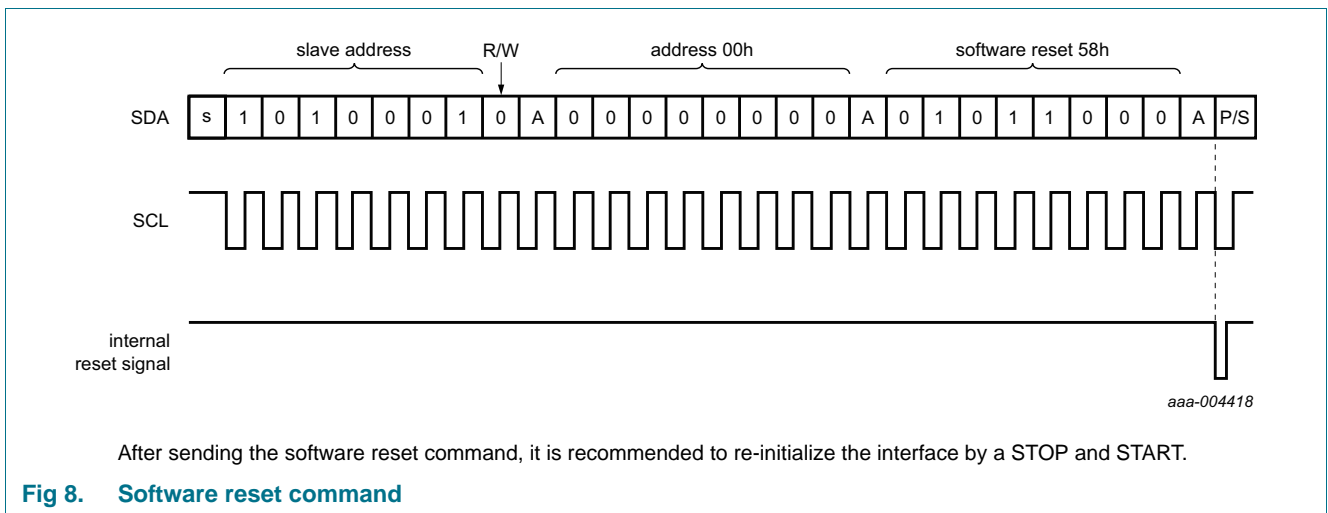 slave address R/W address 00h software reset 58h
SDA s 1 0 1 0 0 0 1 0 A 0 0 0 0 0 0 0 0 A 0 1 0 1 1 0 0 0 A P/S
SCL
internal
reset signal
aaa-004418
After sending the software reset command, it is recommended to re-initialize the interface by a STOP and START.
Fig 8. Software reset command